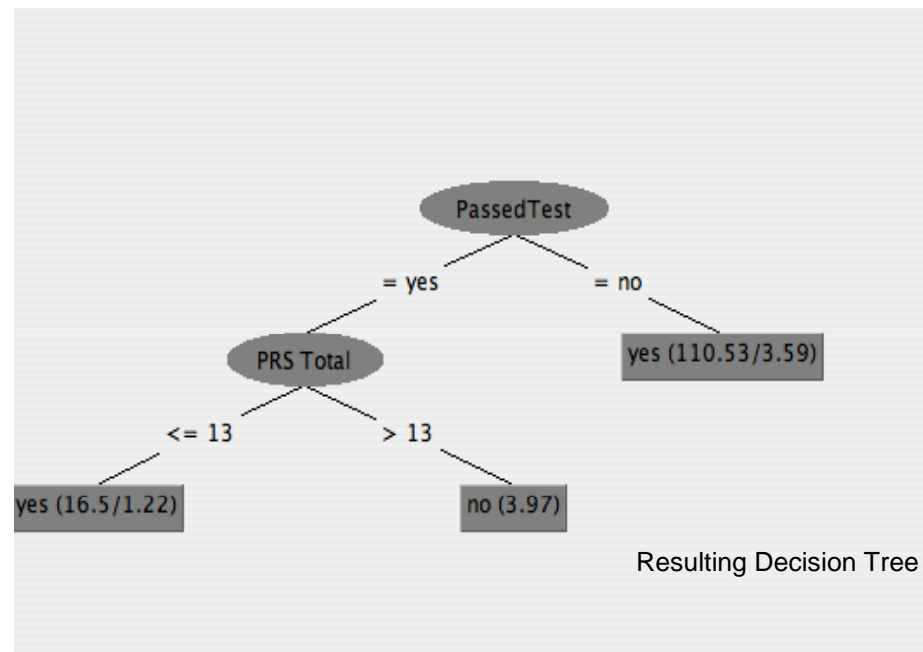 PassedTest
= yes
= no
PRS Total
yes (110.53/3.59)
<= 13
> 13
yes (16.5/1.22)
no (3.97)
Resulting Decision Tree